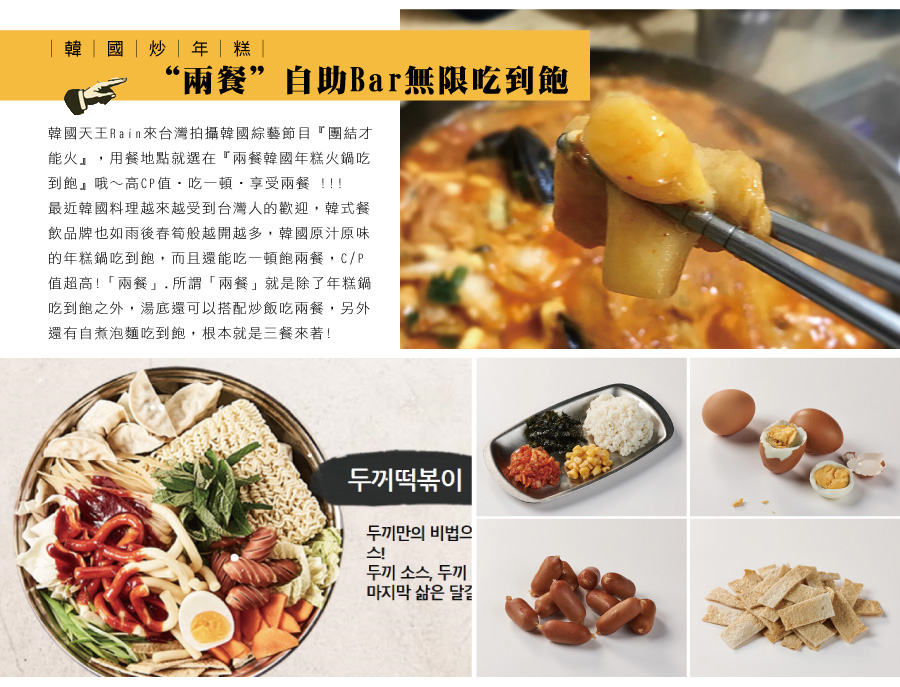 ｜韓｜國｜炒｜年｜糕｜
“兩餐”自助Bar無限吃到飽
韓國天王Rain來台灣拍攝韓國綜藝節目『團結才
能火』，用餐地點就選在『兩餐韓國年糕火鍋吃
到飽』哦～高CP值‧吃一頓‧享受兩餐 !!!
最近韓國料理越來越受到台灣人的歡迎，韓式餐
飲品牌也如雨後春筍般越開越多，韓國原汁原味
的年糕鍋吃到飽，而且還能吃一頓飽兩餐，C/P
值超高!「兩餐」.所謂「兩餐」就是除了年糕鍋
吃到飽之外，湯底還可以搭配炒飯吃兩餐，另外
還有自煮泡麵吃到飽，根本就是三餐來著!
두끼떡볶이
두끼만의 비법으
스!
두끼 소스, 두끼
마지막 삶은 달걀